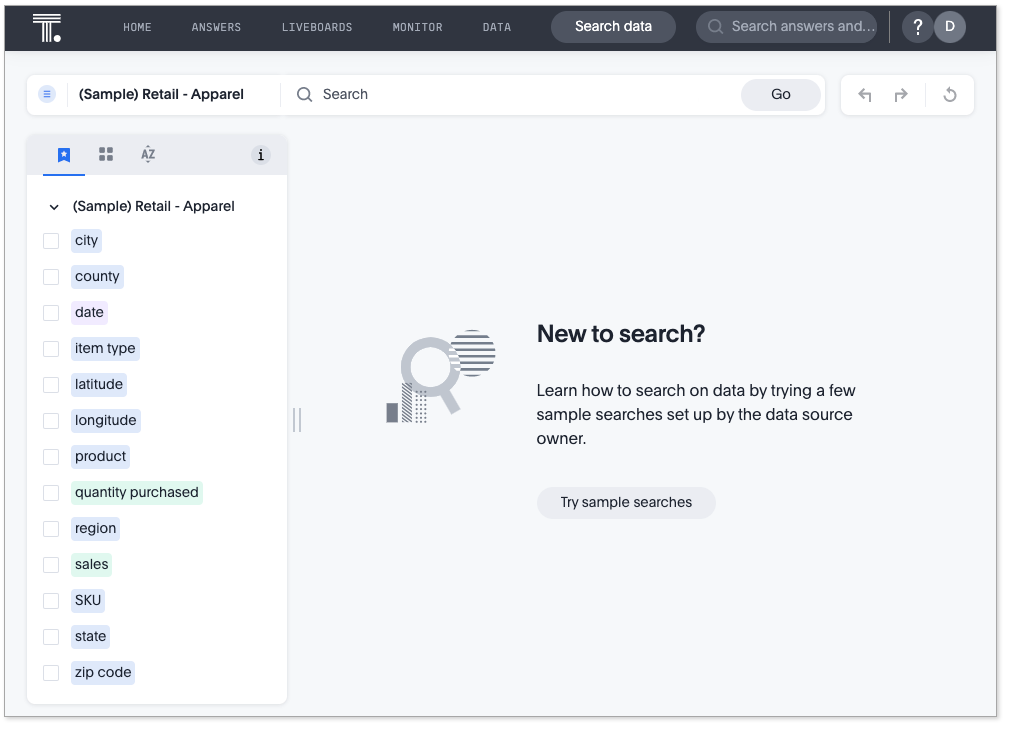 HOME ANSWERS LIVEBOARDS MONITOR DATA Search data Search answers and... ? D
(Sample) Retail - Apparel Search Go
AZ i
(Sample) Retail - Apparel
city
county
date
item type
latitude
longitude
product
quantity purchased
region
sales
SKU
state
zip code
New to search?
Learn how to search on data by trying a few
sample searches set up by the data source
owner.
Try sample searches